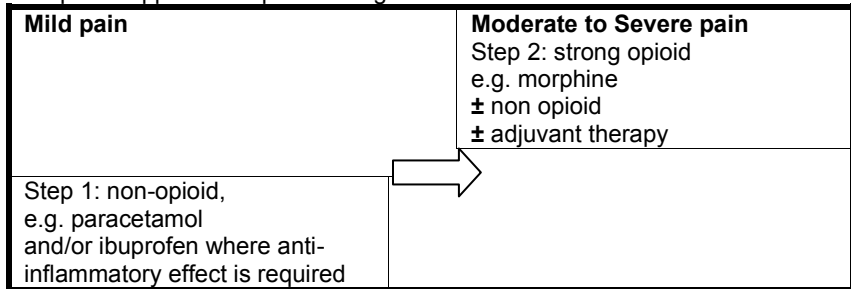 Mild pain
Moderate to Severe pain
Step 2: strong opioid
e.g. morphine
± non opioid
± adjuvant therapy
Step 1: non-opioid,
e.g. paracetamol
and/or ibuprofen where anti-
inflammatory effect is required